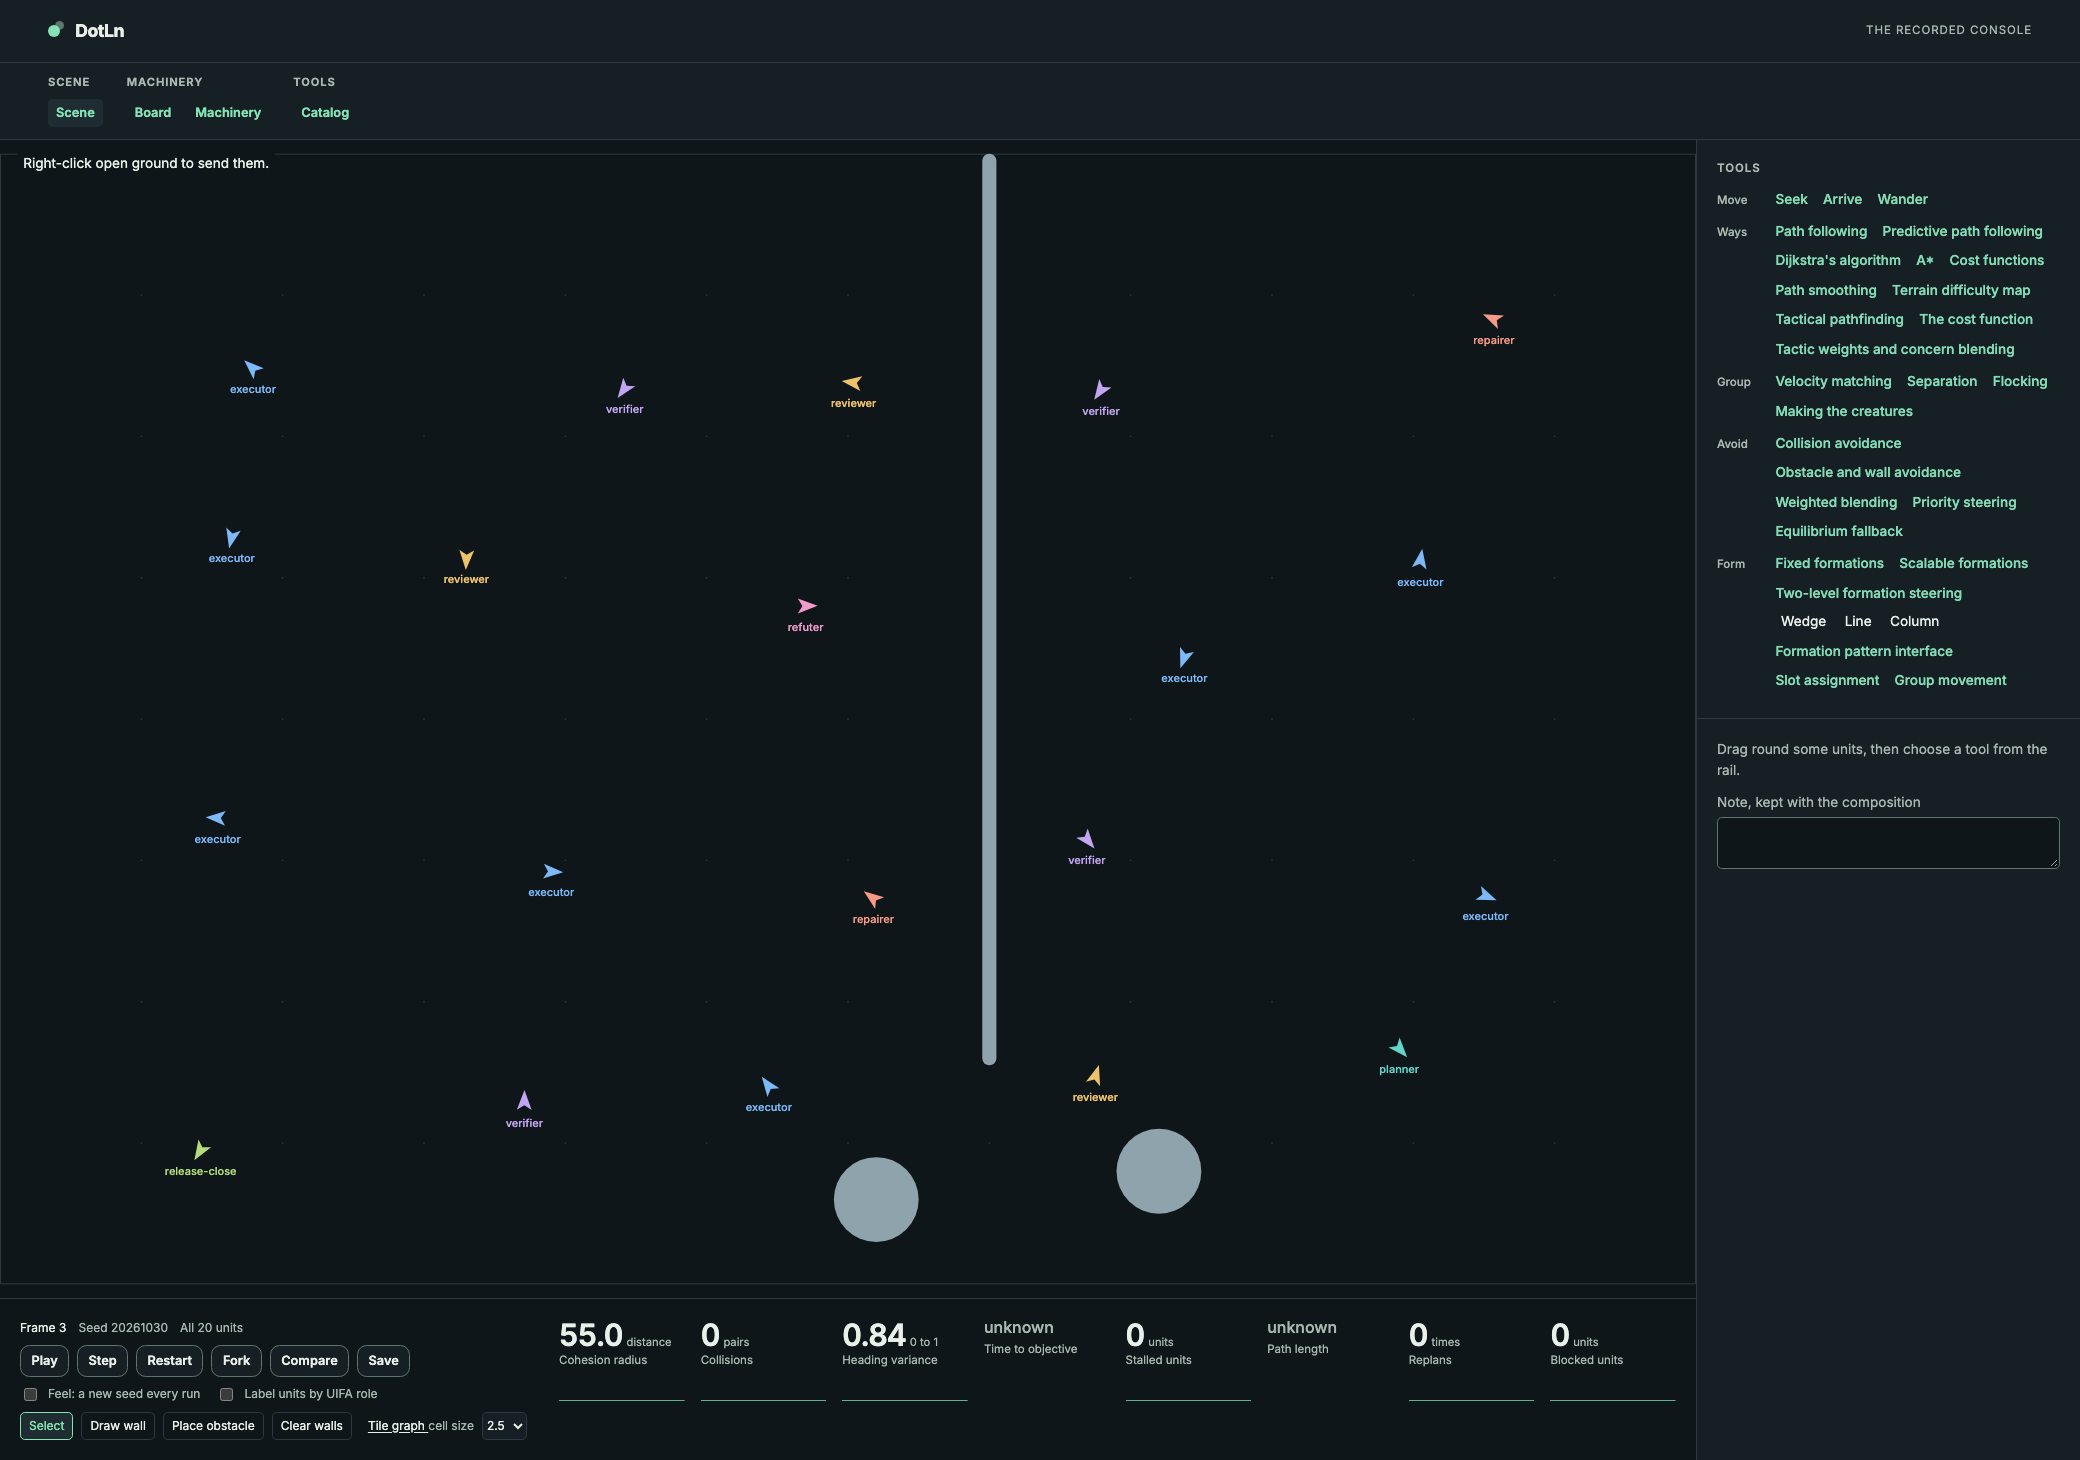 DotLn
THE RECORDED CONSOLE
SCENE MACHINERY TOOLS
Scene Board Machinery Catalog
Right-click open ground to send them.
repairer
executor
verifier
reviewer
verifier
executor
reviewer
executor
refuter
executor
executor
verifier
executor
executor
repairer
planner
reviewer
executor
verifier
release-close
TOOLS
Move Seek Arrive Wander
Ways Path following Predictive path following
Dijkstra's algorithm A* Cost functions
Path smoothing Terrain difficulty map
Tactical pathfinding The cost function
Tactic weights and concern blending
Group Velocity matching Separation Flocking
Making the creatures
Avoid Collision avoidance
Obstacle and wall avoidance
Weighted blending Priority steering
Equilibrium fallback
Form Fixed formations Scalable formations
Two-level formation steering
Wedge Line Column
Formation pattern interface
Slot assignment Group movement
Drag round some units, then choose a tool from the
rail.
Note, kept with the composition
Frame 3 Seed 20261030 All 20 units
Play Step Restart Fork Compare Save
Feel: a new seed every run Label units by UIFA role
Select Draw wall Place obstacle Clear walls Tile graph cell size 2.5
55.0 distance
Cohesion radius
0 pairs
Collisions
0.84 0 to 1
Heading variance
unknown
Time to objective
0 units
Stalled units
unknown
Path length
0 times
Replans
0 units
Blocked units